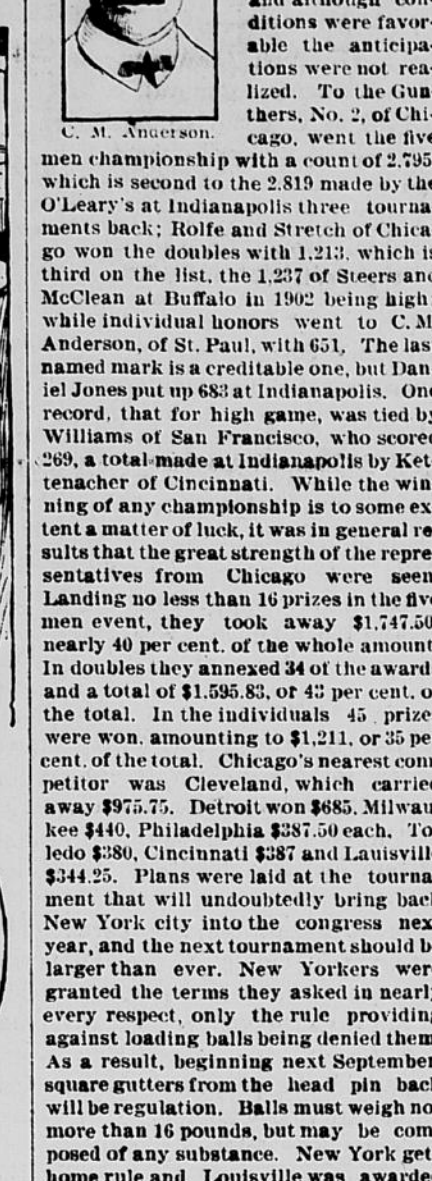 and although con-
ditions were favor-
able the anticipa-
tions were not rea-
lized. To the Gun-
thers, No. 2, of Chi-
C. M. Anderson.
cago, went the five
men championship with a count of 2,795
which is second to the 2.819 made by the
O'Leary's at Indianapolis three tourna
ments back; Rolfe and Stretch of Chica
go won the doubles with 1,213, which is
third on the list, the 1,237 of Steers and
McClean at Buffalo in 1902 being high
while individual honors went to C. M
Anderson, of St. Paul, with 651, The las
named mark is a creditable one, but Dan
iel Jones put up 683 at Indianapolis. One
record, that for high game, was tied by
Williams of San Francisco, who scored
269, a total made at Indianapolis by Ket
tenacher of Cincinnati. While the win
ning of any championship is to some ex
tent a matter of luck, it was in general re
sults that the great strength of the repre
sentatives from Chicago were seen
Landing no less than 16 prizes in the five
men event, they took away $1,747.50
nearly 40 per cent. of the whole amount
In doubles they annexed 34 of the award
and a total of $1.595.83, or 43 per cent. o
the total. In the individuals 45 prize
were won. amounting to $1,211, or 35 pe
cent. of the total. Chicago's nearest com
petitor was Cleveland, which carried
away $975.75. Detroit won $685. Milwau
kee $440, Philadelphia $387.50 each. To
ledo $380, Cincinnati $387 and Lauisvill
$344.25. Plans were laid at the tourna
ment that will undoubtedly bring back
New York city into the congress nex
year, and the next tournament should b
larger than ever. New Yorkers were
granted the terms they asked in nearly
every respect, only the rule providing
against loading balls being denied them
As a result, beginning next September
square gutters from the head pin back
will be regulation. Balls must weigh no
more than 16 pounds, but may be com
posed of any substance. New York get
home rule and Louisville was awarde